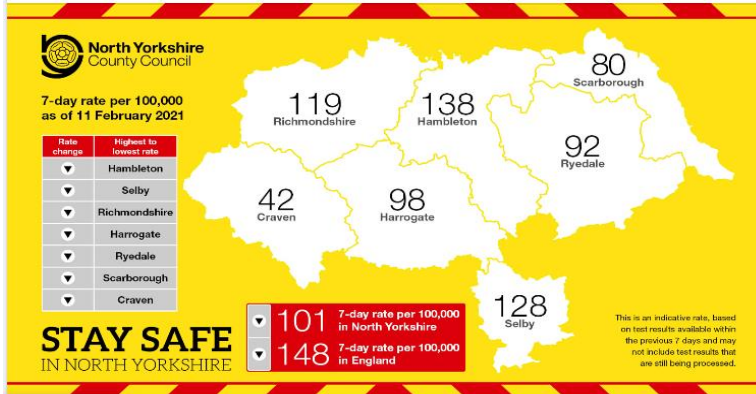 North Yorkshire
County Council
7-day rate per 100,000
as of 11 February 2021
Rate change
Highest to lowest rate
Hambleton
Selby
Richmondshire
Harrogate
Ryedale
Scarborough
Craven
STAY SAFE
IN NORTH YORKSHIRE
80
Scarborough
119
Richmondshire
138
Hambleton
92
Ryedale
42
Craven
98
Harrogate
128
Selby
101 7-day rate per 100,000
in North Yorkshire
148 7-day rate per 100,000
in England
This is an indicative rate, based
on test results available within
the previous 7 days and may
not include test results that
are still being processed.